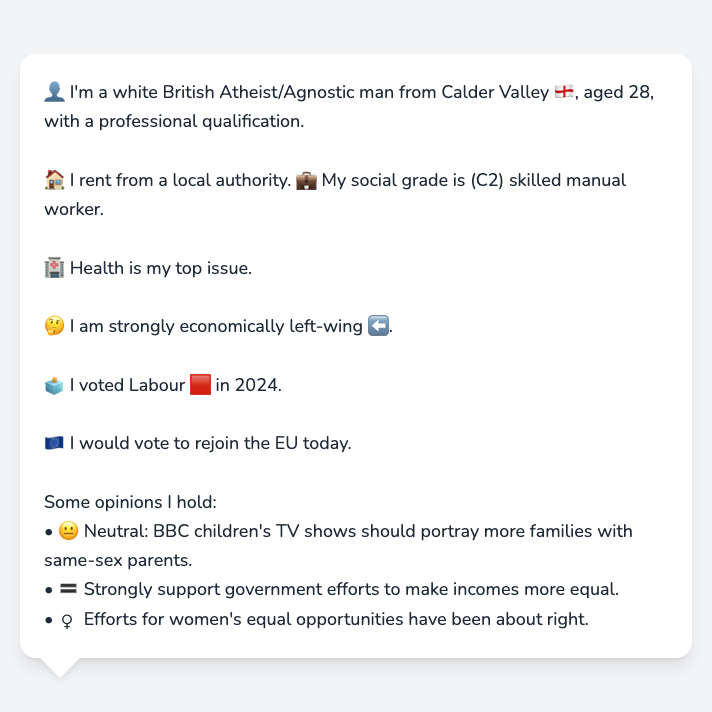 👤 I'm a white British Atheist/Agnostic man from Calder Valley 🏴󠁧󠁢󠁥󠁮󠁧󠁿, aged 28,
with a professional qualification.
🏠 I rent from a local authority. 💼 My social grade is (C2) skilled manual
worker.
🏥 Health is my top issue.
🤔 I am strongly economically left-wing ⬅️.
🗳️ I voted Labour 🟥 in 2024.
🇪🇺 I would vote to rejoin the EU today.
Some opinions I hold:
• 😐 Neutral: BBC children's TV shows should portray more families with
same-sex parents.
• 🟰 Strongly support government efforts to make incomes more equal.
• ♀ Efforts for women's equal opportunities have been about right.